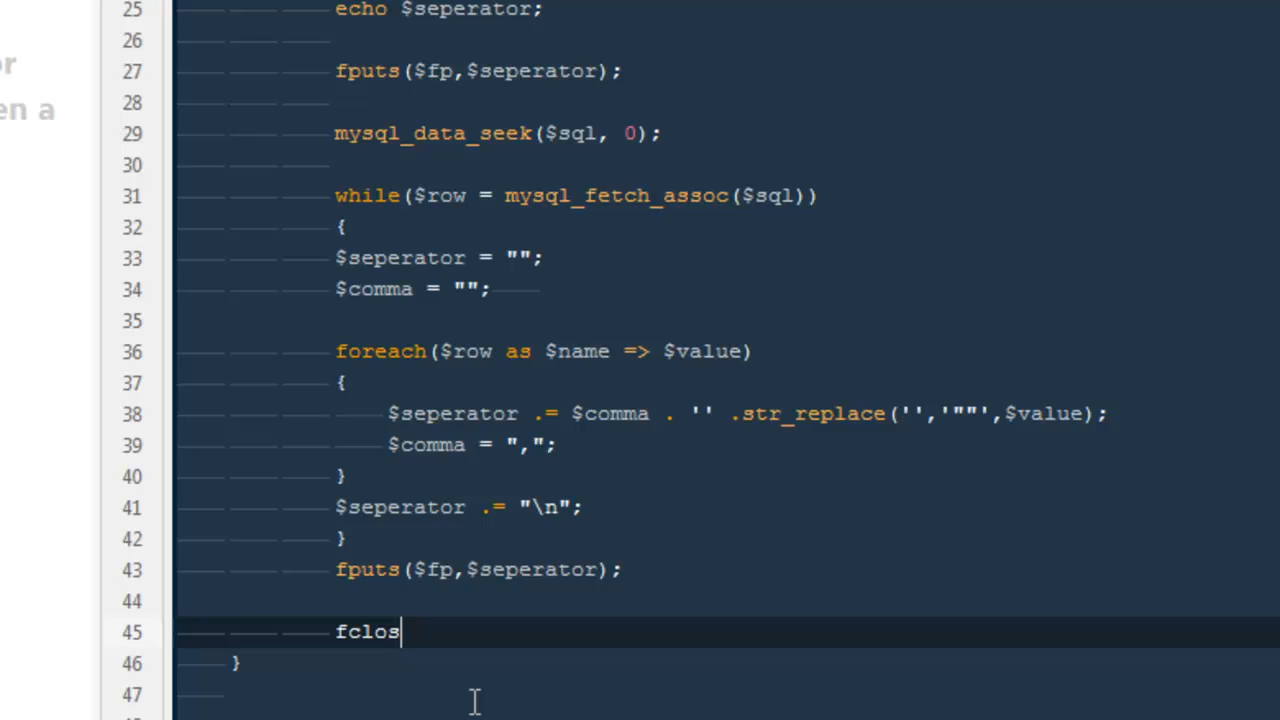 or
en a
25 echo $seperator;
26
27 fputs($fp,$seperator);
28
29 mysql_data_seek($sql, 0);
30
31 while($row = mysql_fetch_assoc($sql))
32 {
33 $seperator = "";
34 $comma = "";
35
36 foreach($row as $name => $value)
37 {
38 $seperator .= $comma . '' .str_replace('','""',$value);
39 $comma = ",";
40 }
41 $seperator .= "\n";
42 }
43 fputs($fp,$seperator);
44
45 fclos
46 }
47